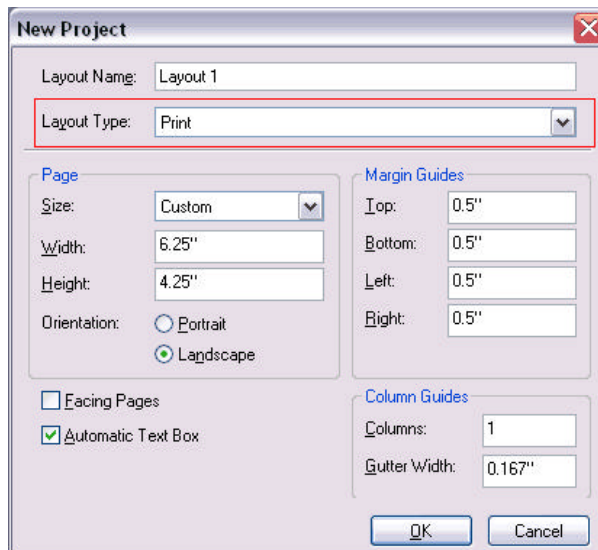 New Project
Layout Name: Layout 1
Layout Type: Print
Page
Size: Custom
Width: 6.25"
Height: 4.25"
Orientation: Portrait
Landscape
Facing Pages
Automatic Text Box
Margin Guides
Top: 0.5"
Bottom: 0.5"
Left: 0.5"
Right: 0.5"
Column Guides
Columns: 1
Gutter Width: 0.167"
OK Cancel